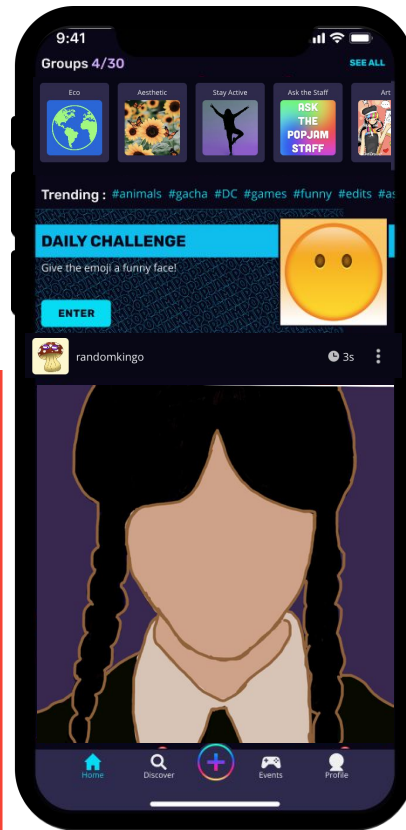 9:41
Groups 4/30 SEE ALL
Eco Aesthetic Stay Active Ask the Staff Art
ASK
THE
POPJAM
STAFF
Trending : #animals #gacha #DC #games #funny #edits
DAILY CHALLENGE
Give the emoji a funny face!
ENTER
randomkingo 3s
Home Discover Events Profile